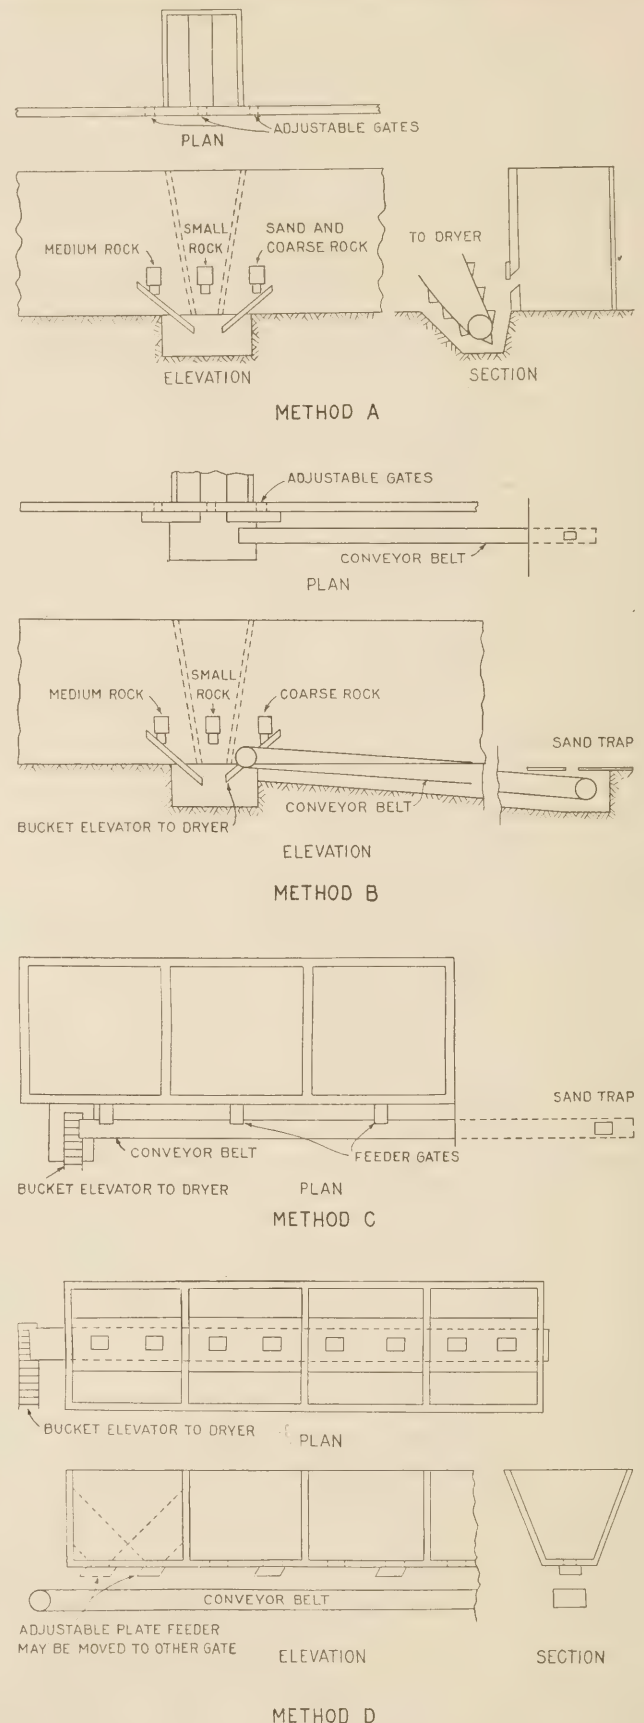 ADJUSTABLE GATES
PLAN
MEDIUM ROCK
SMALL
ROCK
SAND AND
COARSE ROCK
TO DRYER
ELEVATION
SECTION
METHOD A
ADJUSTABLE GATES
CONVEYOR BELT
PLAN
MEDIUM ROCK
SMALL
ROCK
COARSE ROCK
SAND TRAP
CONVEYOR BELT
BUCKET ELEVATOR TO DRYER
ELEVATION
METHOD B
SAND TRAP
CONVEYOR BELT
FEEDER GATES
BUCKET ELEVATOR TO DRYER
PLAN
METHOD C
BUCKET ELEVATOR TO DRYER
PLAN
CONVEYOR BELT
ADJUSTABLE PLATE FEEDER
MAY BE MOVED TO OTHER GATE
ELEVATION
SECTION
METHOD D